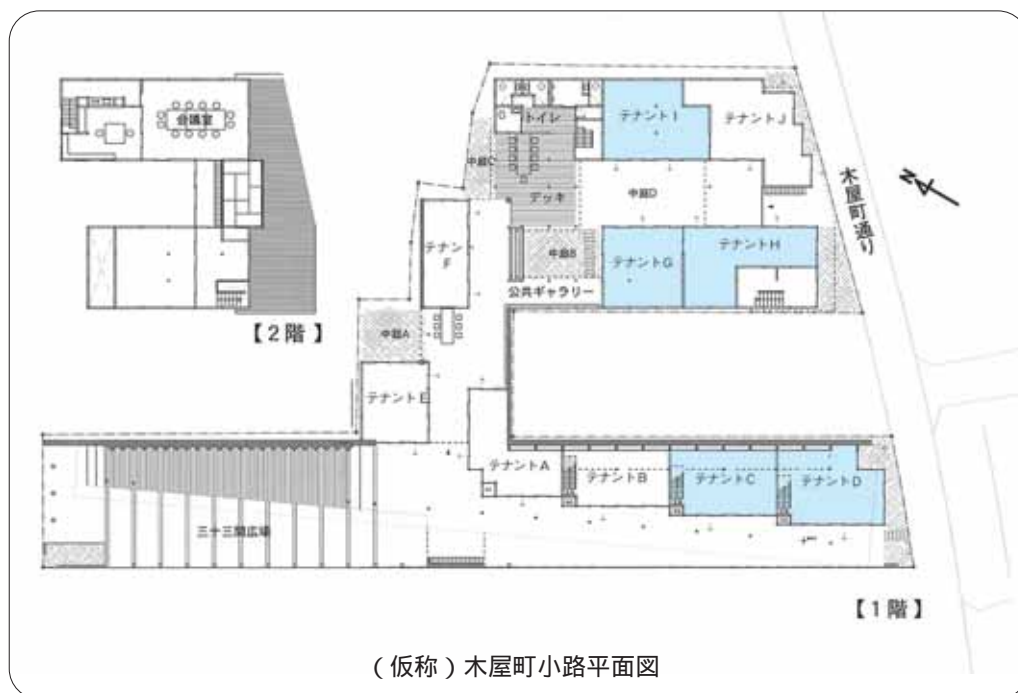 会議室
【2階】
トイレ
テナントI
テナントJ
中庭C
デッキ
中庭D
木屋町通り
N
テナントF
中庭B
テナントG
テナントH
公共ギャラリー
中庭A
テナントE
テナントA
テナントB
テナントC
テナントD
三十三間広場
【1階】
(仮称)木屋町小路平面図